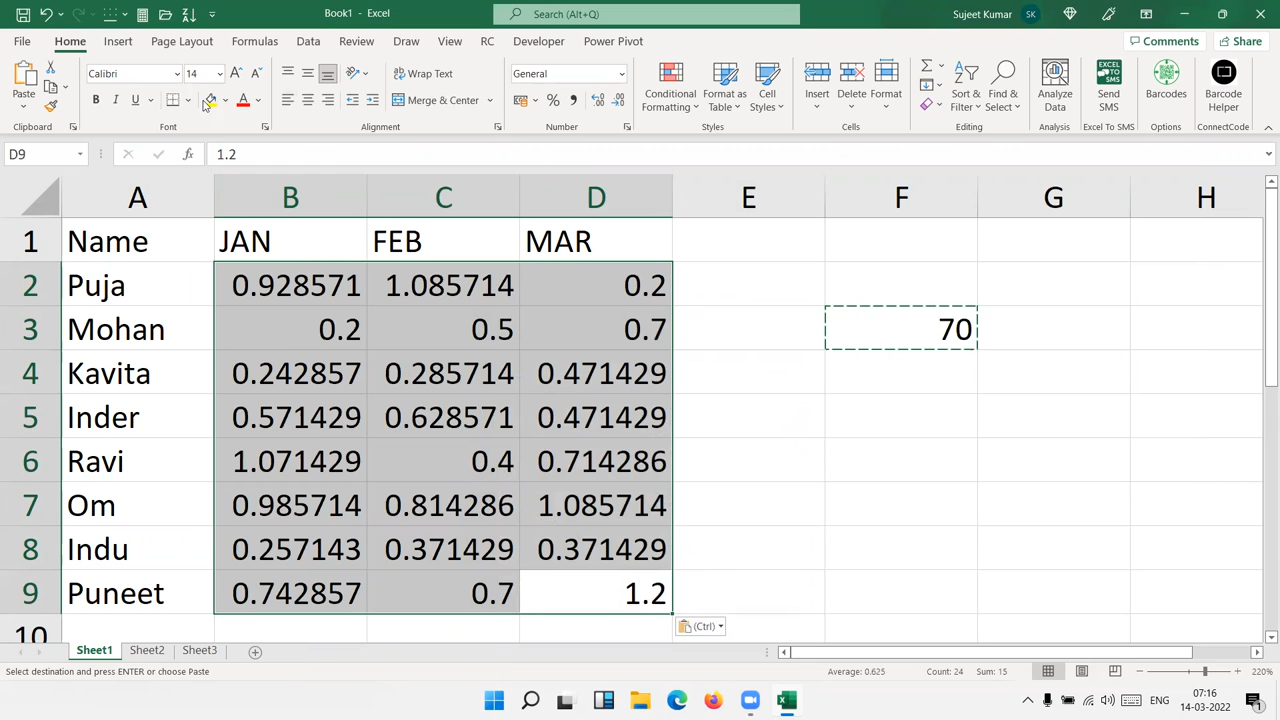 Book1 - Excel
Search (Alt+Q)
Sujeet Kumar
SK
File Home Insert Page Layout Formulas Data Review View Draw View RC Developer Power Pivot
Comments
Share
Paste
Calibri
14
B I U
A
Wrap Text
Merge & Center
General
%
Conditional Formatting
Format as Table
Cell Styles
Insert
Delete
Format
Sort & Filter
Find & Select
Analyze Data
Send SMS
Barcodes
Barcode Helper
Clipboard
Font
Alignment
Number
Styles
Cells
Editing
Analysis
Excel To SMS
Options
ConnectCode
D9
fx
1.2
A B C D E F G H
1 Name JAN FEB MAR
2 Puja 0.928571 1.085714 0.2
3 Mohan 0.2 0.5 0.7 70
4 Kavita 0.242857 0.285714 0.471429
5 Inder 0.571429 0.628571 0.471429
6 Ravi 1.071429 0.4 0.714286
7 Om 0.985714 0.814286 1.085714
8 Indu 0.257143 0.371429 0.371429
9 Puneet 0.742857 0.7 1.2
10
(Ctrl)
Sheet1 Sheet2 Sheet3
Select destination and press ENTER or choose Paste
Average: 0.625
Count: 24
Sum: 15
220%
ENG
07:16
14-03-2022
1